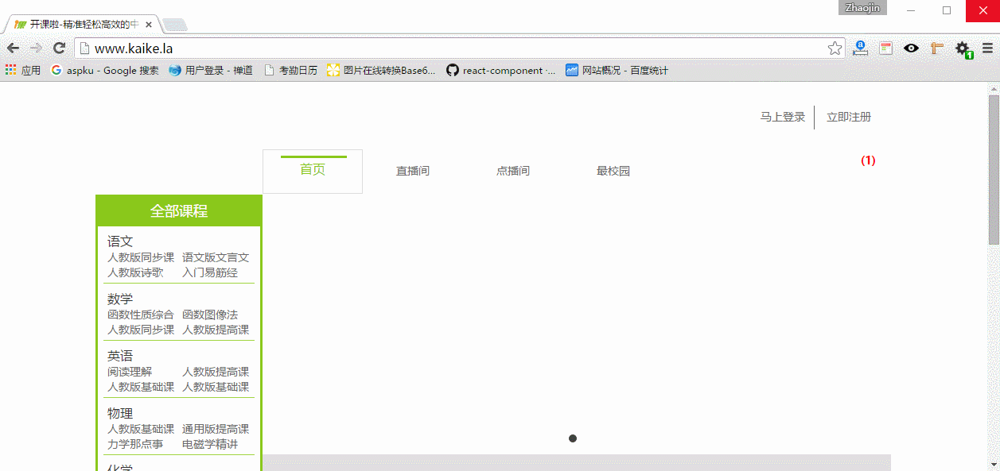 Zhaojin
开课啦-精准轻松高效的中
www.kaike.la
应用 aspku - Google 搜索 用户登录 - 禅道 考勤日历 图片在线转换Base6... react-component ·... 网站概况 - 百度统计
马上登录 立即注册
首页 直播间 点播间 最校园 (1)
全部课程
语文
人教版同步课 语文版文言文
人教版诗歌 入门易筋经
数学
函数性质综合 函数图像法
人教版同步课 人教版提高课
英语
阅读理解 人教版提高课
人教版基础课 人教版基础课
物理
人教版基础课 通用版提高课
力学那点事 电磁学精讲
化学